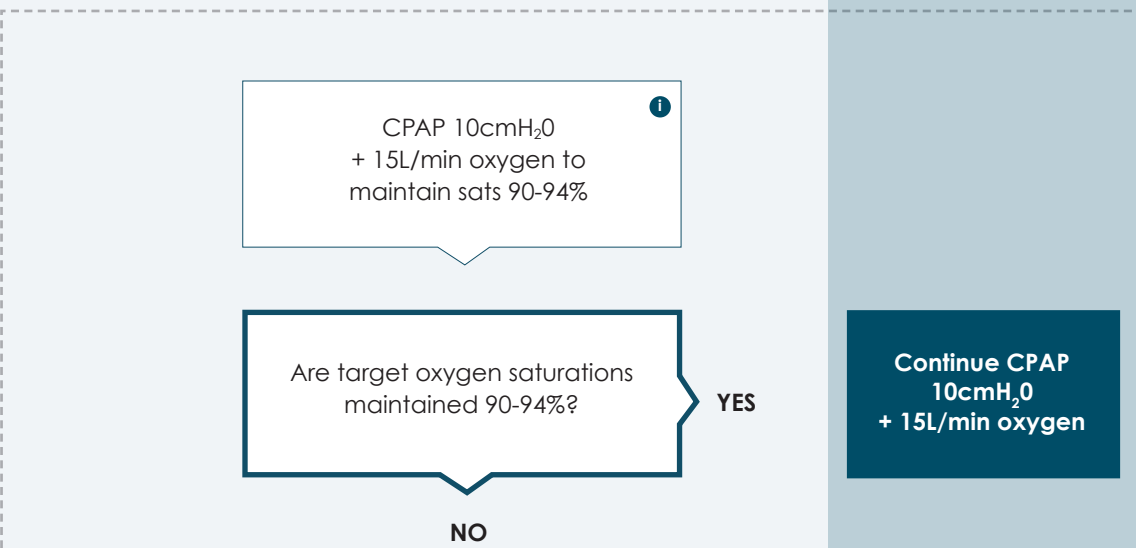 i
CPAP 10cmH₂0
+ 15L/min oxygen to
maintain sats 90-94%
Are target oxygen saturations
maintained 90-94%?
YES
Continue CPAP
10cmH₂0
+ 15L/min oxygen
NO